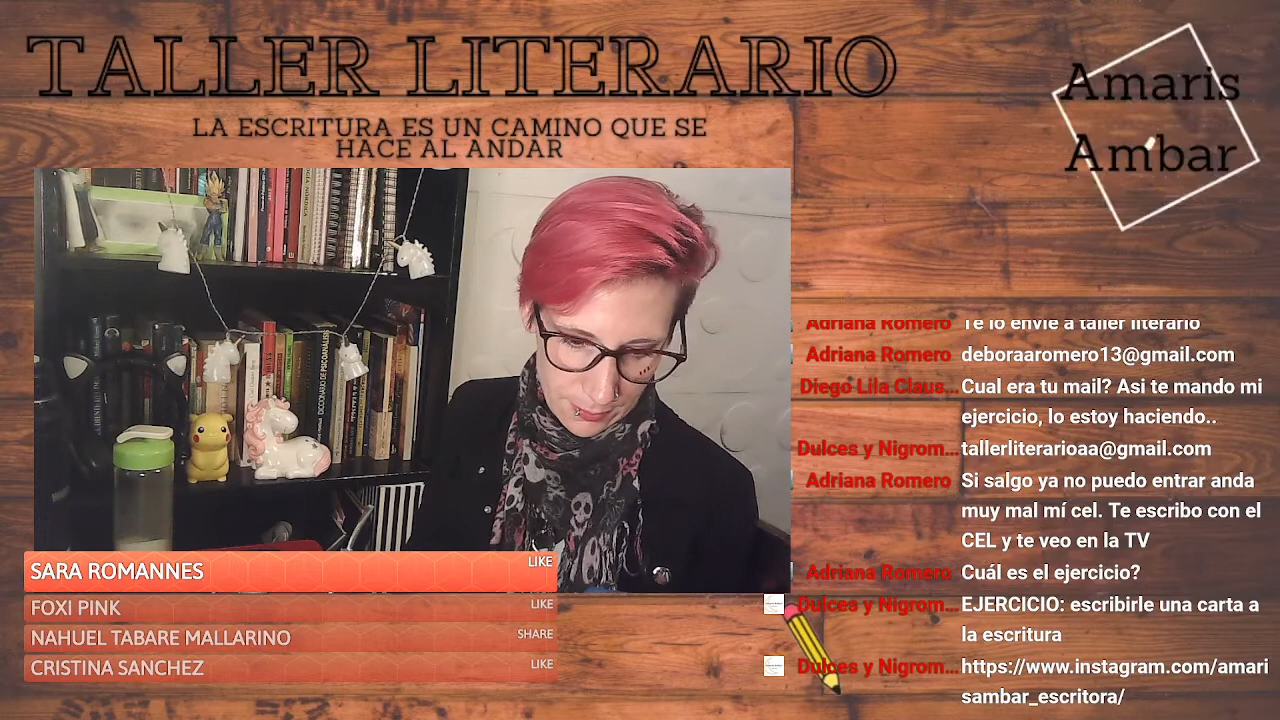 TALLER LITERARIO
LA ESCRITURA ES UN CAMINO QUE SE
HACE AL ANDAR
Amaris
Ambar
DICCIONARIO DE PSICOANÁLISIS
Adriana Romero Te lo envie a taller literario
Adriana Romero deboraaromero13@gmail.com
Diego Lila Claus... Cual era tu mail? Asi te mando mi
ejercicio, lo estoy haciendo..
Dulces y Nigrom... tallerliterarioaa@gmail.com
Adriana Romero Si salgo ya no puedo entrar anda
muy mal mí cel. Te escribo con el
CEL y te veo en la TV
Adriana Romero Cuál es el ejercicio?
Dulces y Nigrom... EJERCICIO: escribirle una carta a
la escritura
Dulces y Nigrom... https://www.instagram.com/amari
sambar_escritora/
SARA ROMANNES LIKE
FOXI PINK LIKE
NAHUEL TABARE MALLARINO SHARE
CRISTINA SANCHEZ LIKE